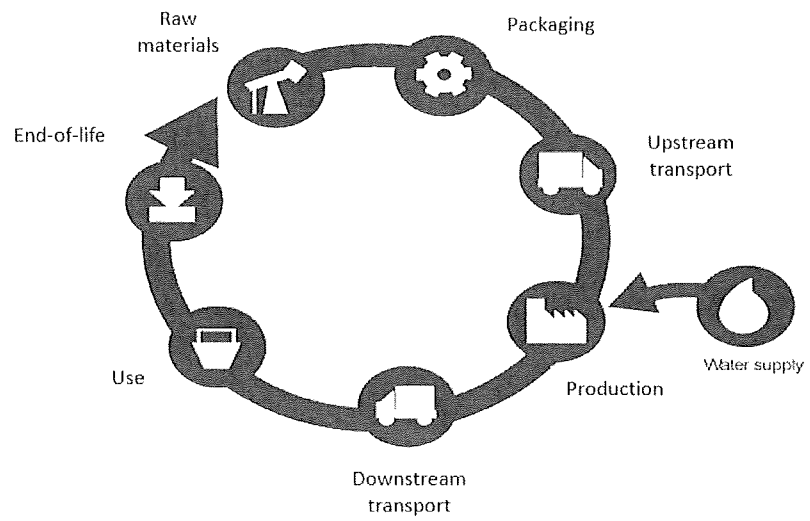 Raw
materials
Packaging
Upstream
transport
Water supply
Production
Downstream
transport
Use
End-of-life